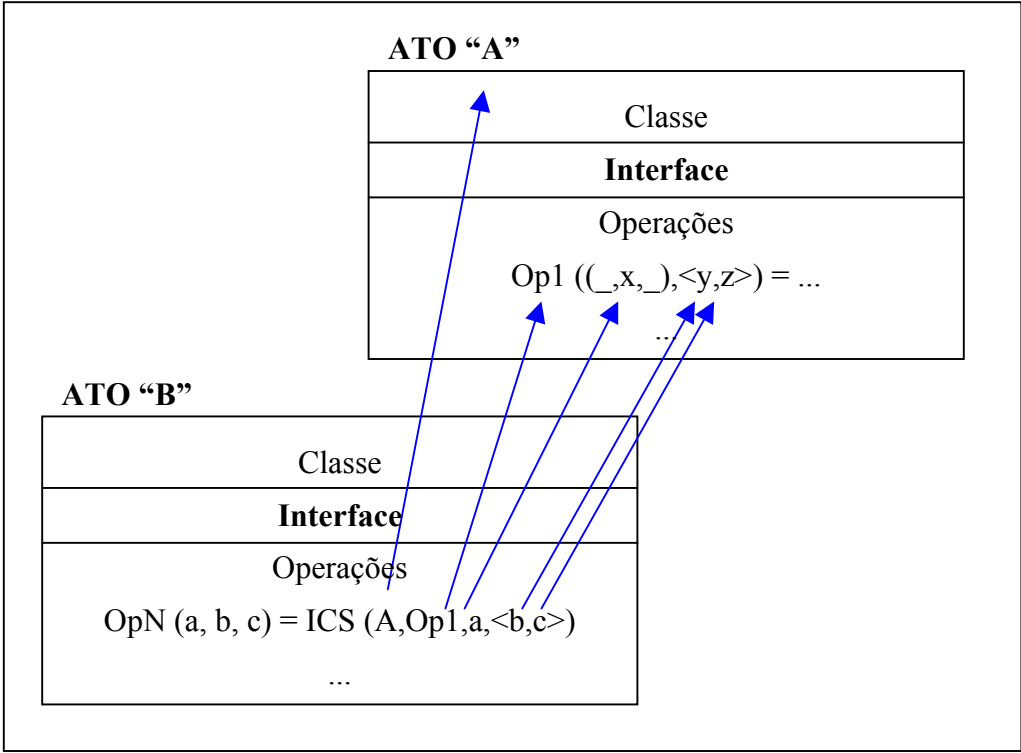 ATO “A”
Classe
Interface
Operações
Op1 ((_,x,_),<y,z>) = ...
...
ATO “B”
Classe
Interface
Operações
OpN (a, b, c) = ICS (A,Op1,a,<b,c>)
...